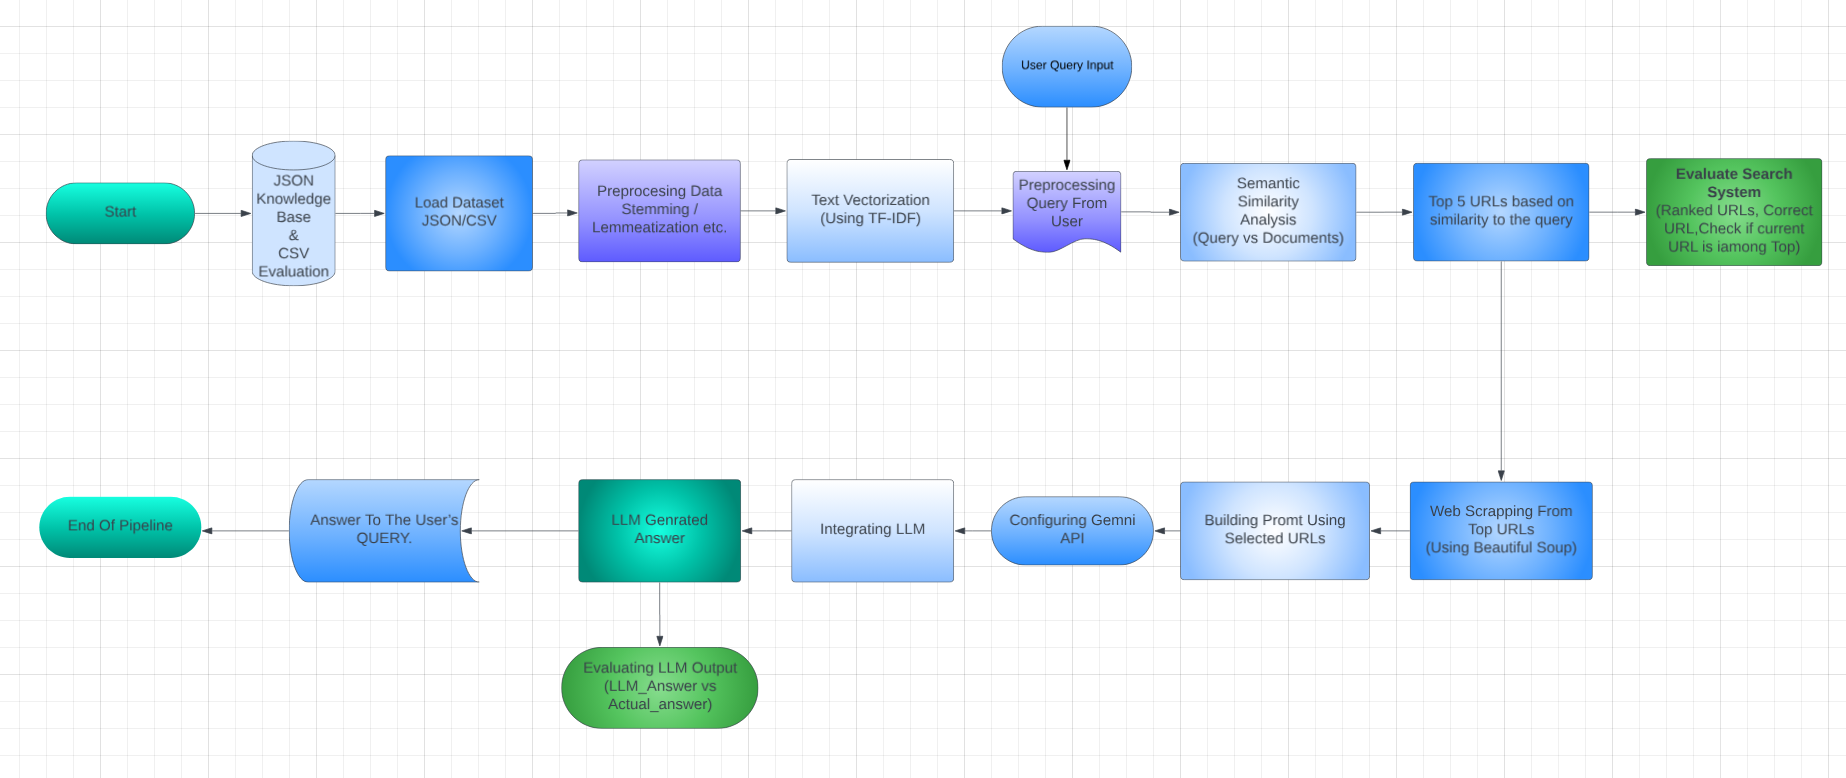 User Query Input
Start
JSON
Knowledge
Base
&
CSV
Evaluation
Load Dataset
JSON/CSV
Preprocesing Data
Stemming /
Lemmeatization etc.
Text Vectorization
(Using TF-IDF)
Preprocessing
Query From
User
Semantic
Similarity
Analysis
(Query vs Documents)
Top 5 URLs based on
similarity to the query
Evaluate Search
System
(Ranked URLs, Correct
URL,Check if current
URL is iamong Top)
End Of Pipeline
Answer To The User's
QUERY.
LLM Genrated
Answer
Integrating LLM
Configuring Gemni
API
Building Promt Using
Selected URLs
Web Scrapping From
Top URLs
(Using Beautiful Soup)
Evaluating LLM Output
(LLM_Answer vs
Actual_answer)